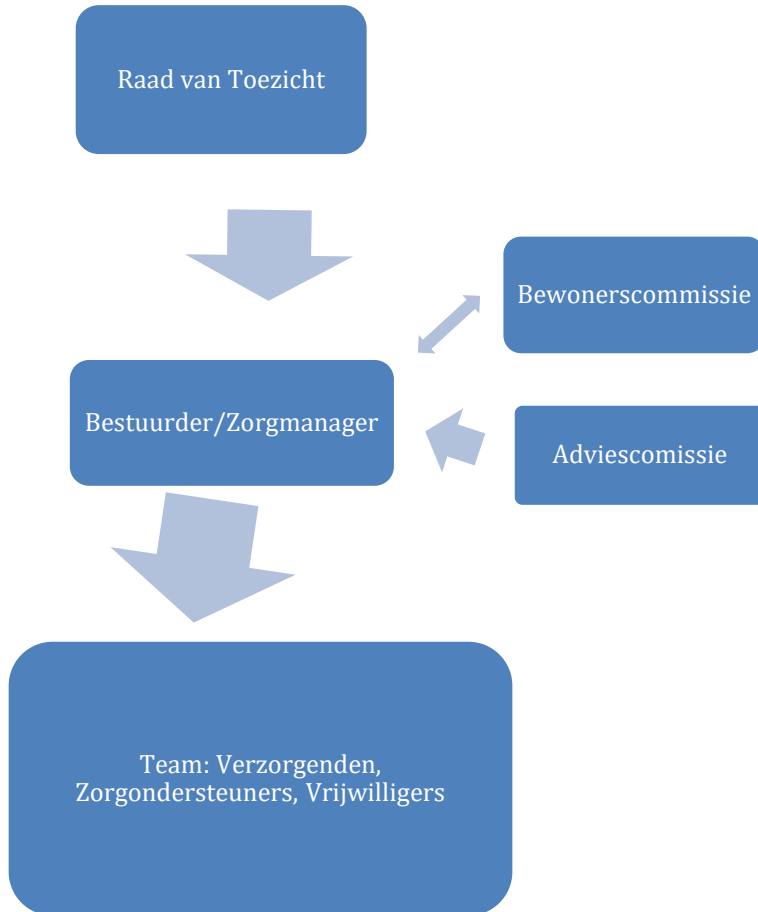 Raad van Toezicht
Bewonerscommissie
Bestuurder/Zorgmanager
Adviescomissie
Team: Verzorgenden,
Zorgondersteuners, Vrijwilligers